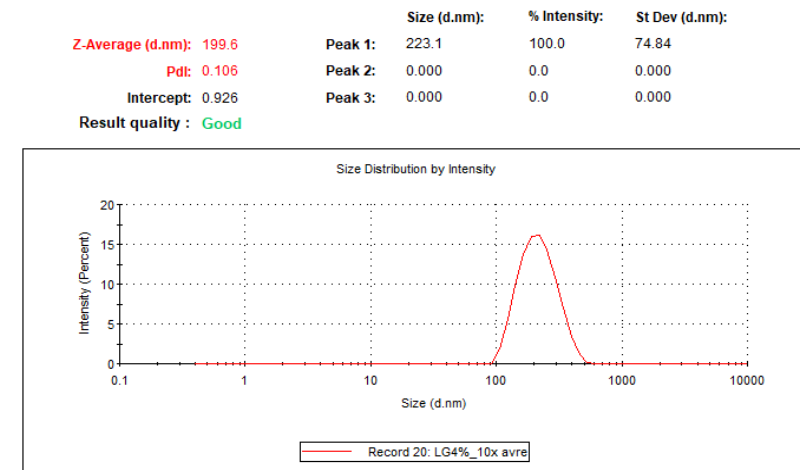 Size (d.nm): % Intensity: St Dev (d.nm):
Z-Average (d.nm): 199.6 Peak 1: 223.1 100.0 74.84
PdI: 0.106 Peak 2: 0.000 0.0 0.000
Intercept: 0.926 Peak 3: 0.000 0.0 0.000
Result quality : Good
Size Distribution by Intensity
20
15
10
5
0
Intensity (Percent)
0.1 1 10 100 1000 10000
Size (d.nm)
Record 20: LG4%_10x avre